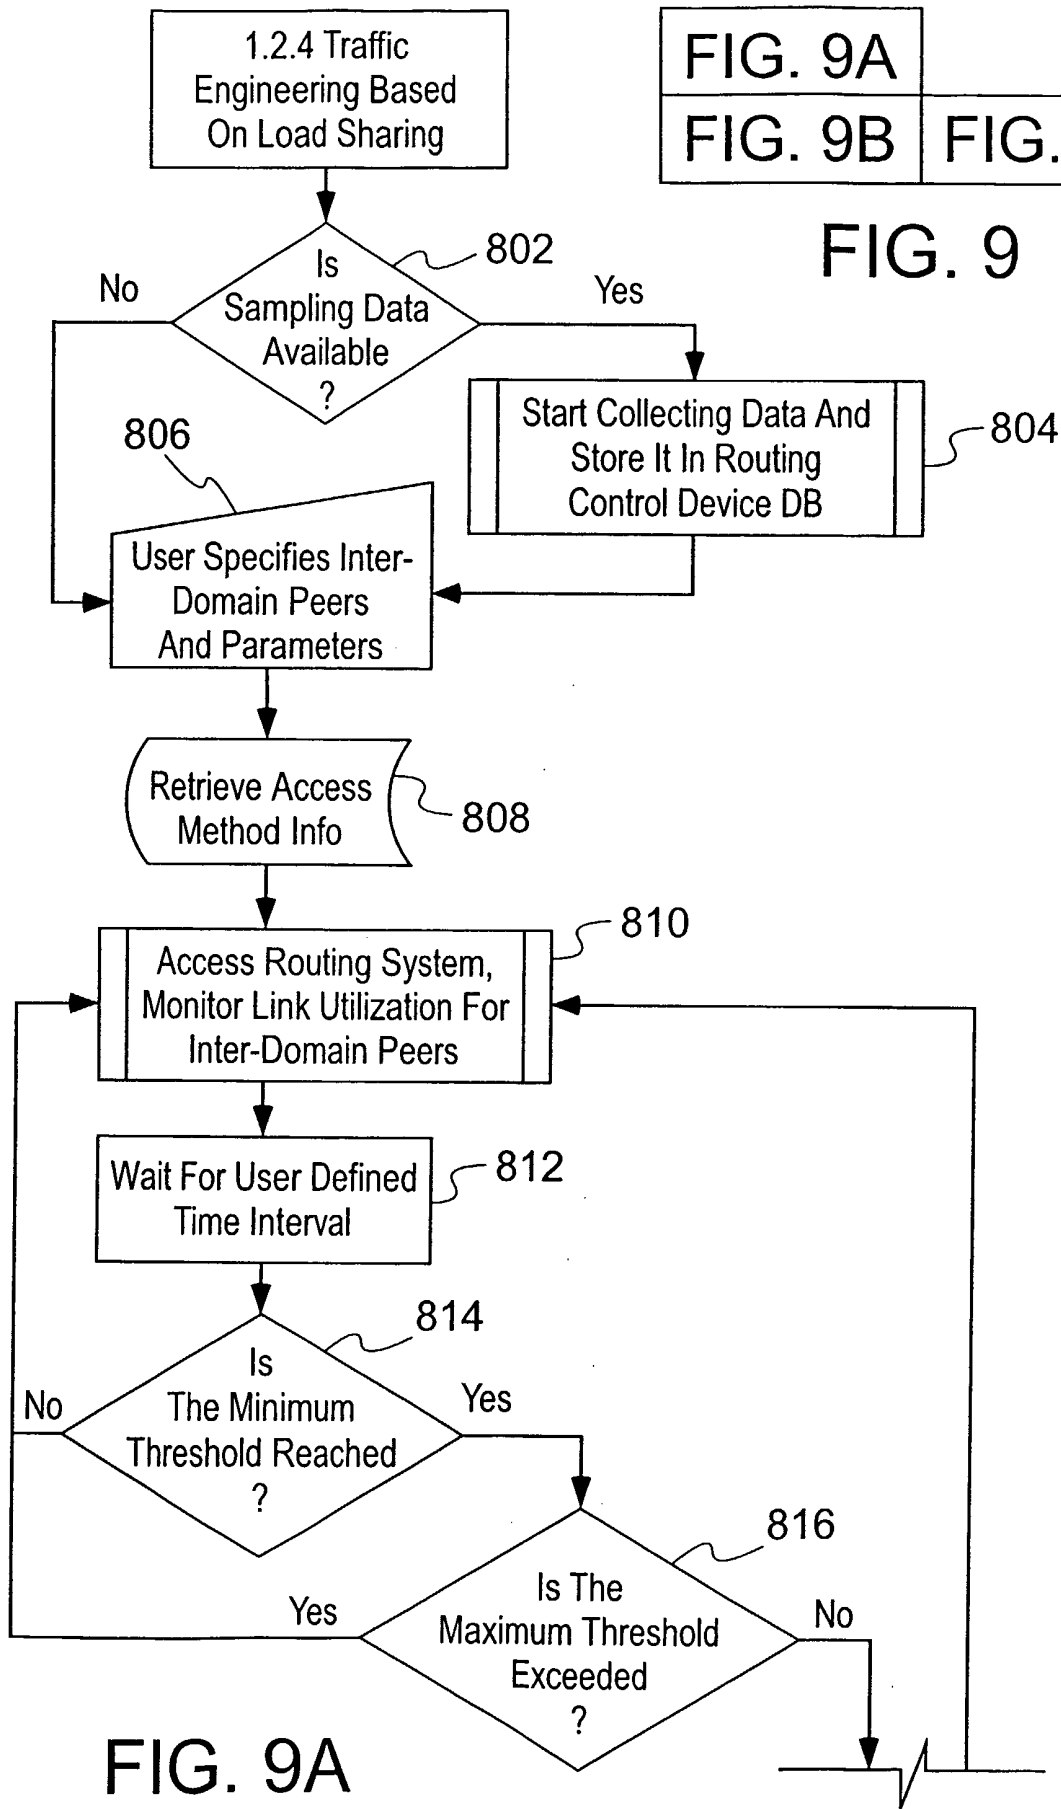 1.2.4 Traffic
Engineering Based
On Load Sharing
FIG. 9A
FIG. 9B
FIG.
FIG. 9
802
Is
Sampling Data
Available
?
No
Yes
804
Start Collecting Data And
Store It In Routing
Control Device DB
806
User Specifies Inter-
Domain Peers
And Parameters
808
Retrieve Access
Method Info
810
Access Routing System,
Monitor Link Utilization For
Inter-Domain Peers
812
Wait For User Defined
Time Interval
814
Is
The Minimum
Threshold Reached
?
No
Yes
816
Is The
Maximum Threshold
Exceeded
?
Yes
No
FIG. 9A